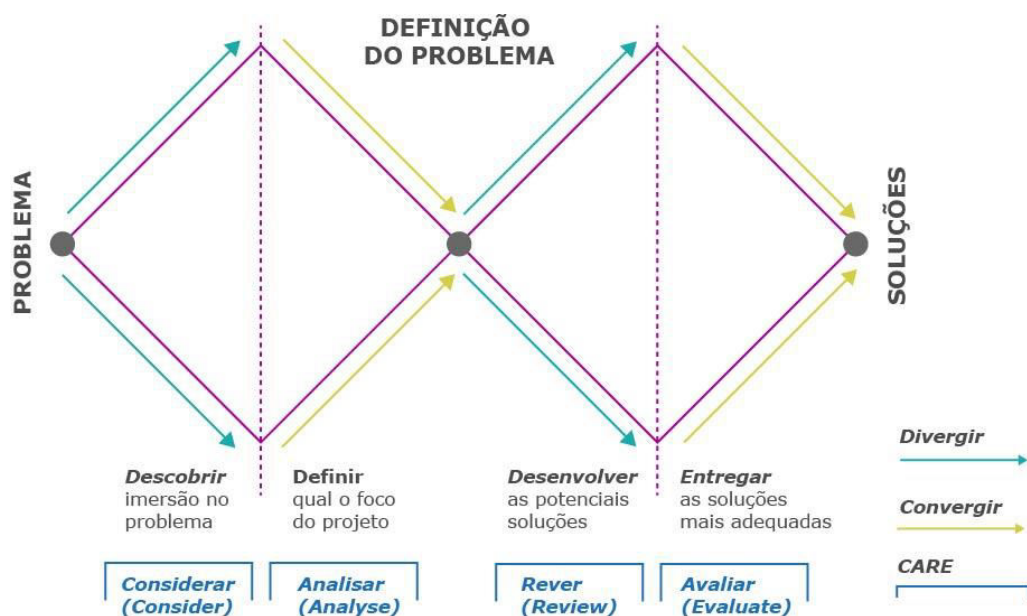 DEFINIÇÃO
DO PROBLEMA
PROBLEMA
SOLUÇÕES
Descobrir
imersão no
problema
Definir
qual o foco
do projeto
Desenvolver
as potenciais
soluções
Entregar
as soluções
mais adequadas
Considerar
(Consider)
Analisar
(Analyse)
Rever
(Review)
Avaliar
(Evaluate)
Divergir
Convergir
CARE